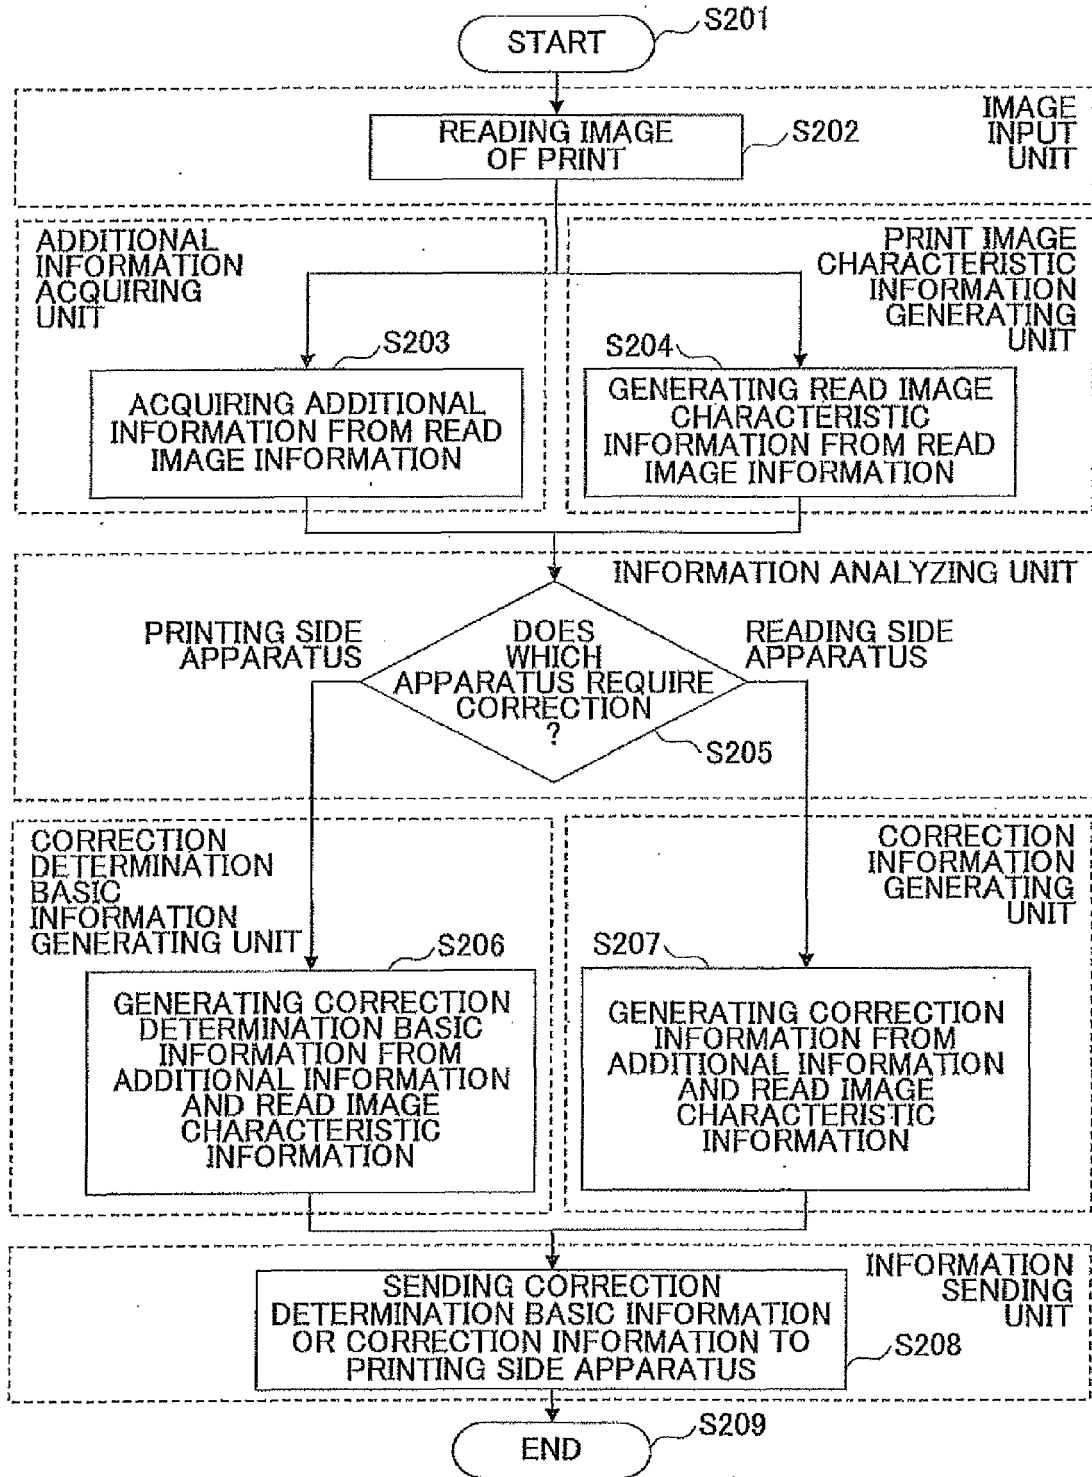 START
S201
IMAGE
INPUT
UNIT
READING IMAGE
OF PRINT
S202
ADDITIONAL
INFORMATION
ACQUIRING
UNIT
PRINT IMAGE
CHARACTERISTIC
INFORMATION
GENERATING
UNIT
S203
ACQUIRING ADDITIONAL
INFORMATION FROM READ
IMAGE INFORMATION
S204
GENERATING READ IMAGE
CHARACTERISTIC
INFORMATION FROM READ
IMAGE INFORMATION
INFORMATION ANALYZING UNIT
PRINTING SIDE
APPARATUS
DOES
WHICH
APPARATUS REQUIRE
CORRECTION
?
READING SIDE
APPARATUS
S205
CORRECTION
DETERMINATION
BASIC
INFORMATION
GENERATING UNIT
CORRECTION
INFORMATION
GENERATING
UNIT
S206
GENERATING CORRECTION
DETERMINATION BASIC
INFORMATION FROM
ADDITIONAL INFORMATION
AND READ IMAGE
CHARACTERISTIC
INFORMATION
S207
GENERATING CORRECTION
INFORMATION FROM
ADDITIONAL INFORMATION
AND READ IMAGE
CHARACTERISTIC
INFORMATION
INFORMATION
SENDING
UNIT
SENDING CORRECTION
DETERMINATION BASIC INFORMATION
OR CORRECTION INFORMATION TO
PRINTING SIDE APPARATUS
S208
END
S209